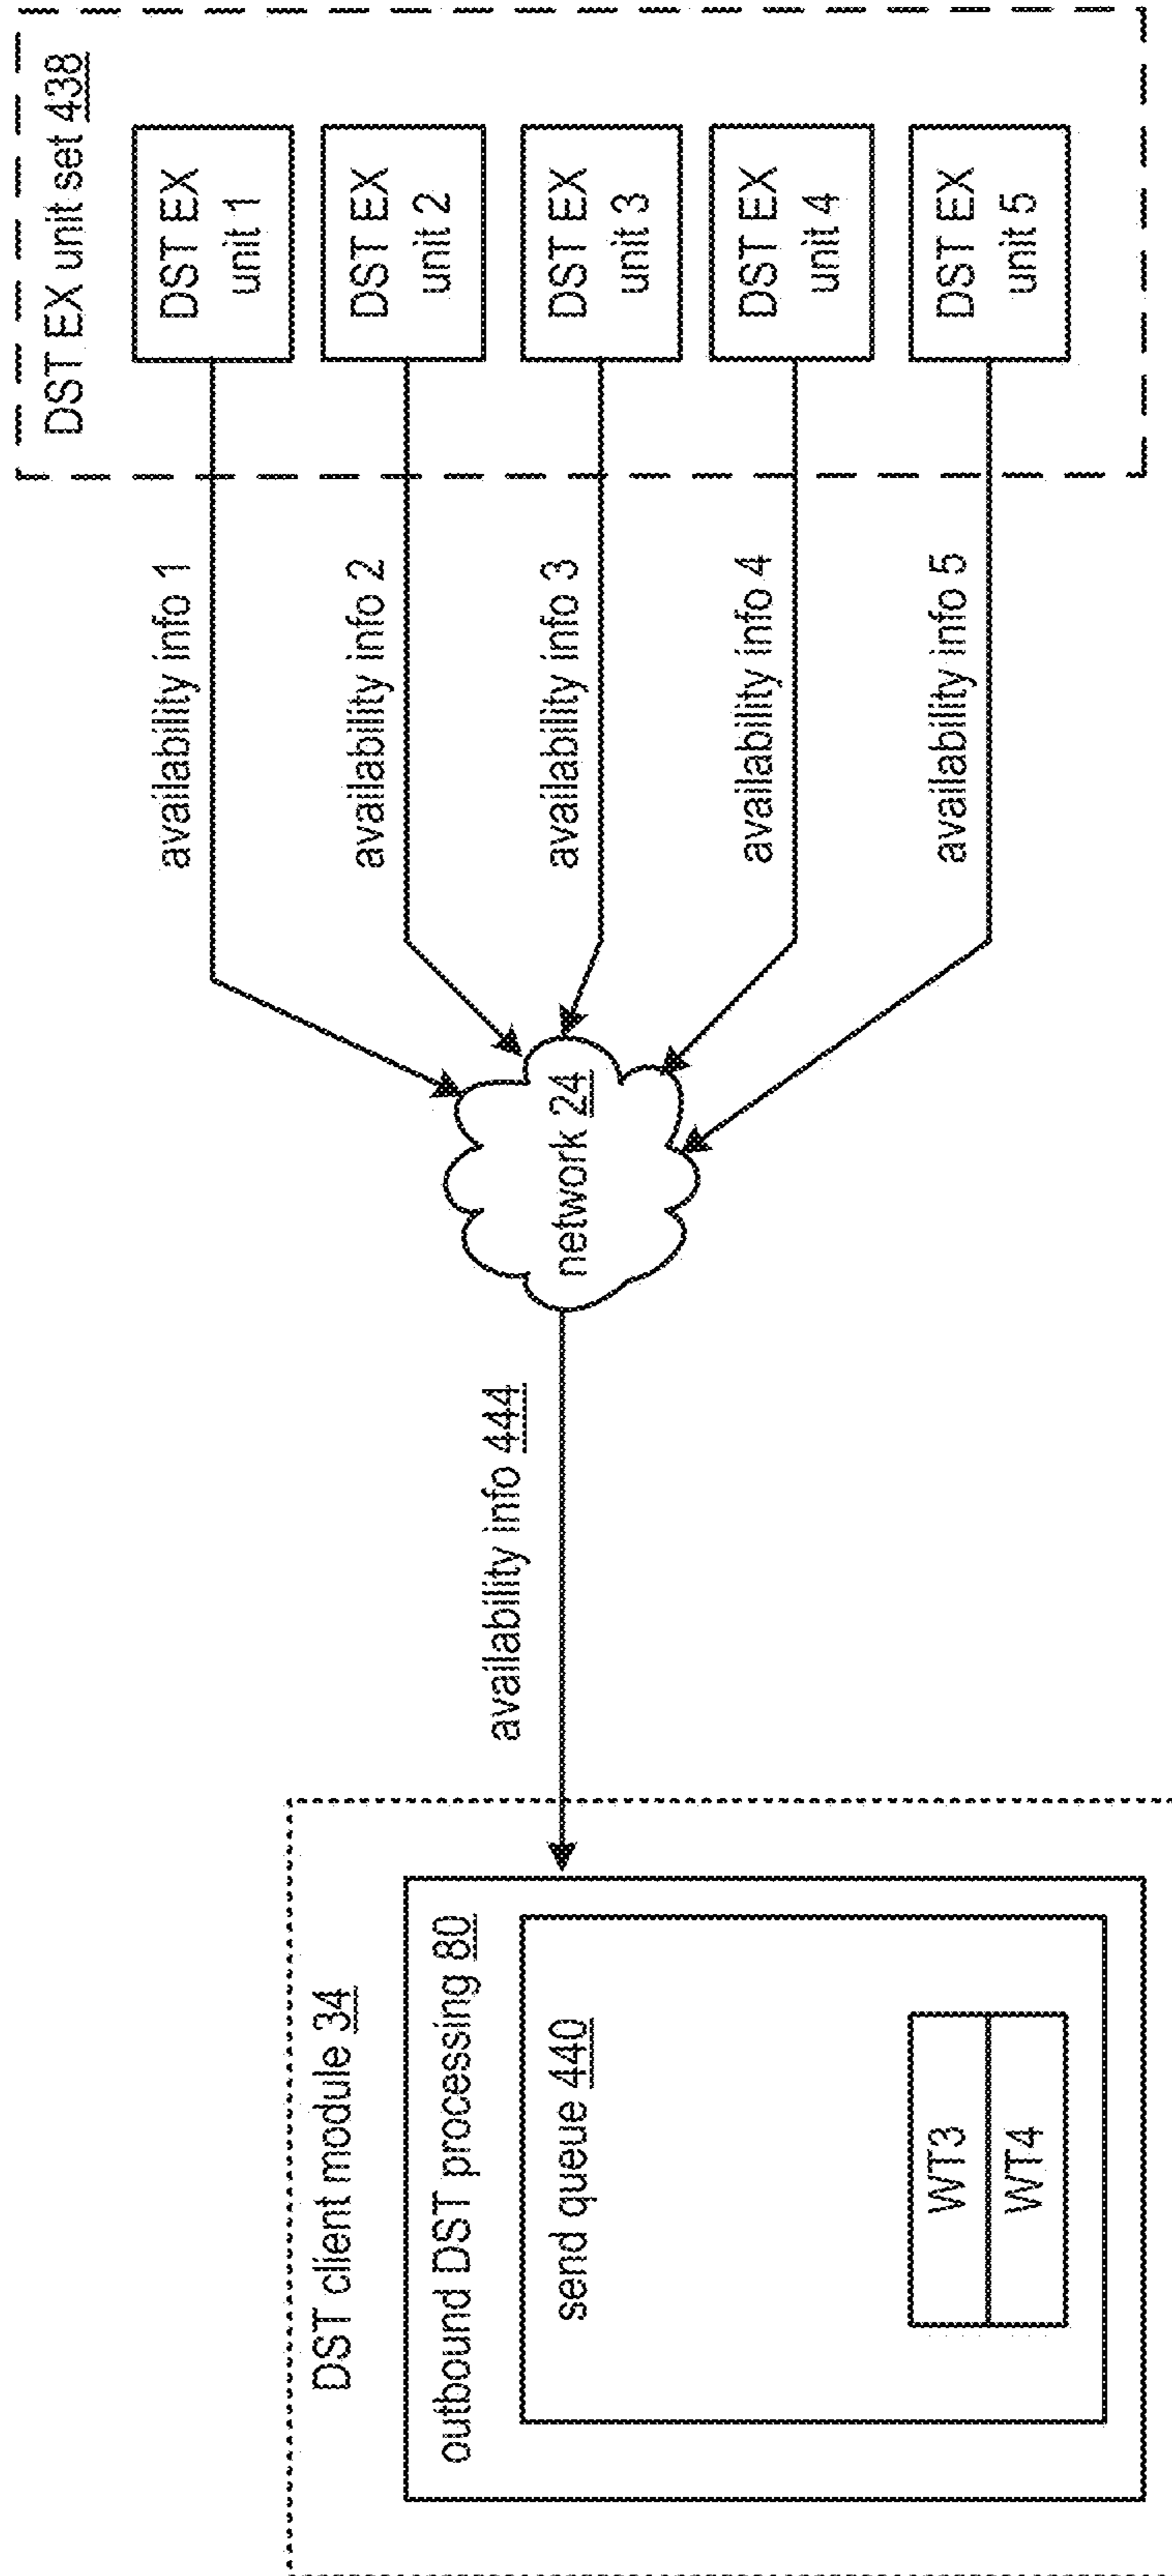 DST client module 34
outbound DST processing 80
send queue 440
WT3
WT4
availability info 444
network 24
availability info 1
availability info 2
availability info 3
availability info 4
availability info 5
DST EX unit set 438
DST EX
unit 1
DST EX
unit 2
DST EX
unit 3
DST EX
unit 4
DST EX
unit 5